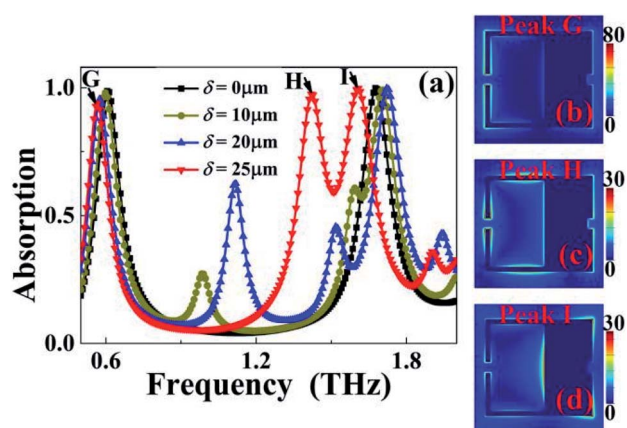 G
H
I
(a)
δ = 0μm
δ = 10μm
δ = 20μm
δ = 25μm
1.0
0.5
0.0
Absorption
0.6
1.2
1.8
Frequency (THz)
Peak G
80
0
(b)
Peak H
30
0
(c)
Peak I
30
0
(d)